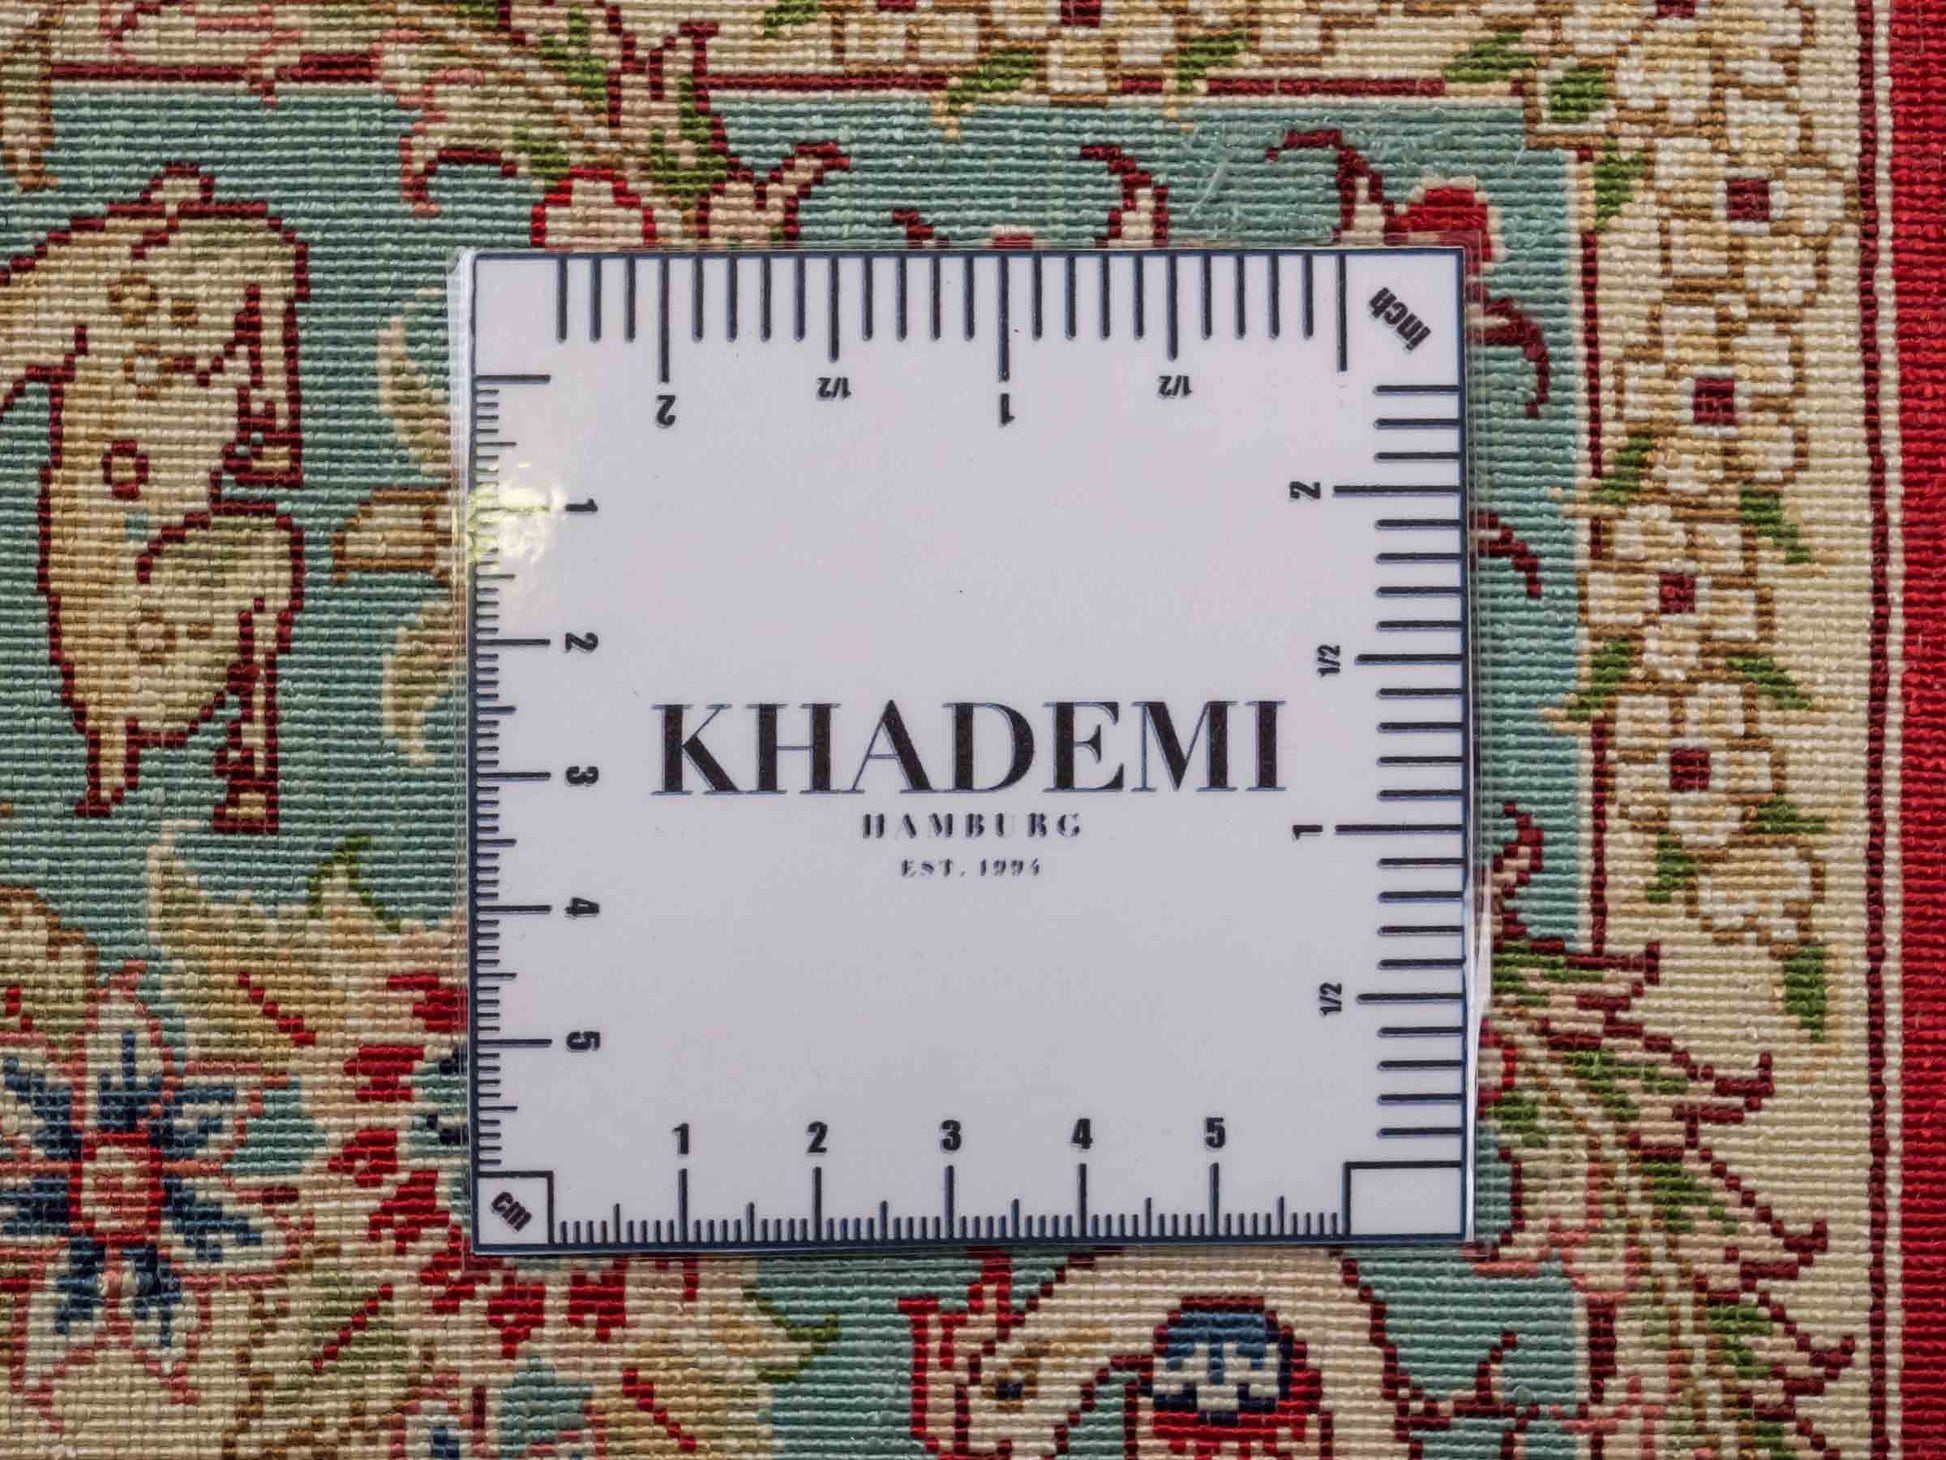 inch
2 1/2 1 1/2
2
1/2
1
1/2
1
2
3
4
5
KHADEMI
HAMBURG
EST. 1994
1 2 3 4 5
cm